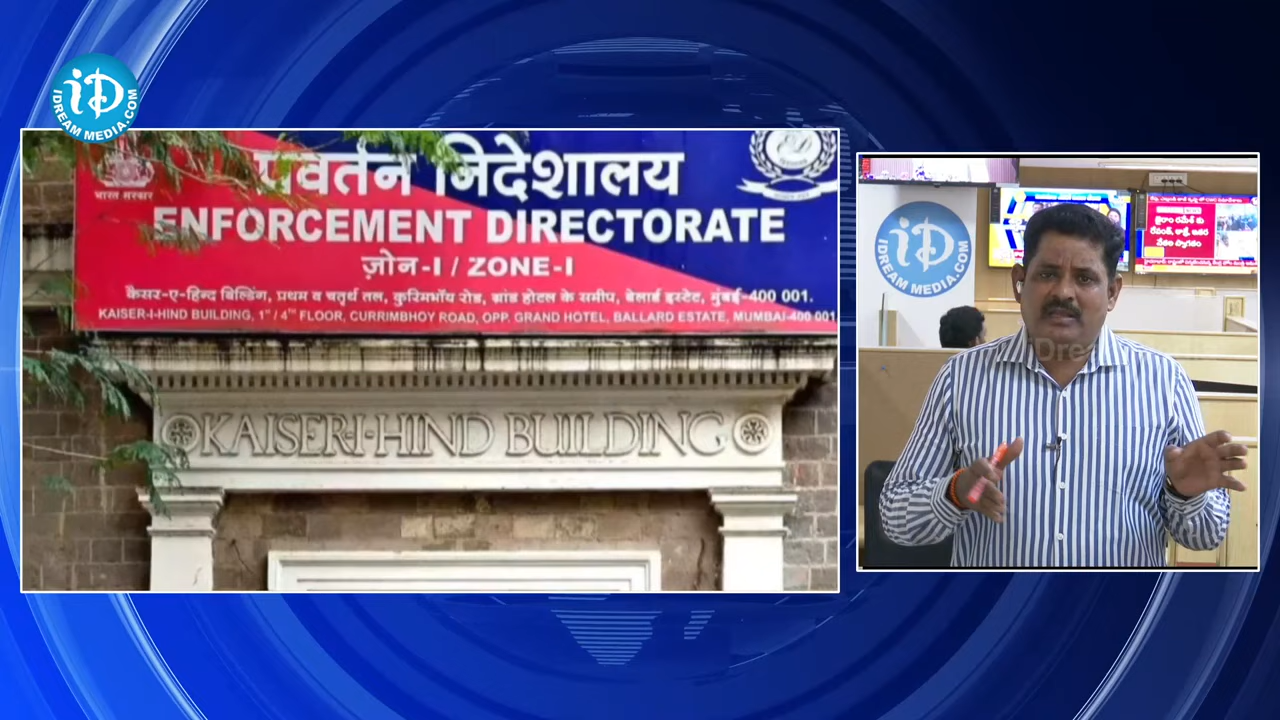 iD
IDREAM MEDIA.COM
भारत सरकार
प्रवर्तन निदेशालय
ENFORCEMENT DIRECTORATE
ज़ोन-I / ZONE-I
कैसर-ए-हिन्द बिल्डिंग, प्रथम व चतुर्थ तल, कुरिमभॉय रोड, ग्रांड होटल के समीप, बेलार्ड इस्टेट, मुंबई-400 001.
KAISER-I-HIND BUILDING, 1ST / 4TH FLOOR, CURRIMBHOY ROAD, OPP. GRAND HOTEL, BALLARD ESTATE, MUMBAI-400 001
KAISER-I-HIND BUILDING
iD
IDREAM MEDIA.COM